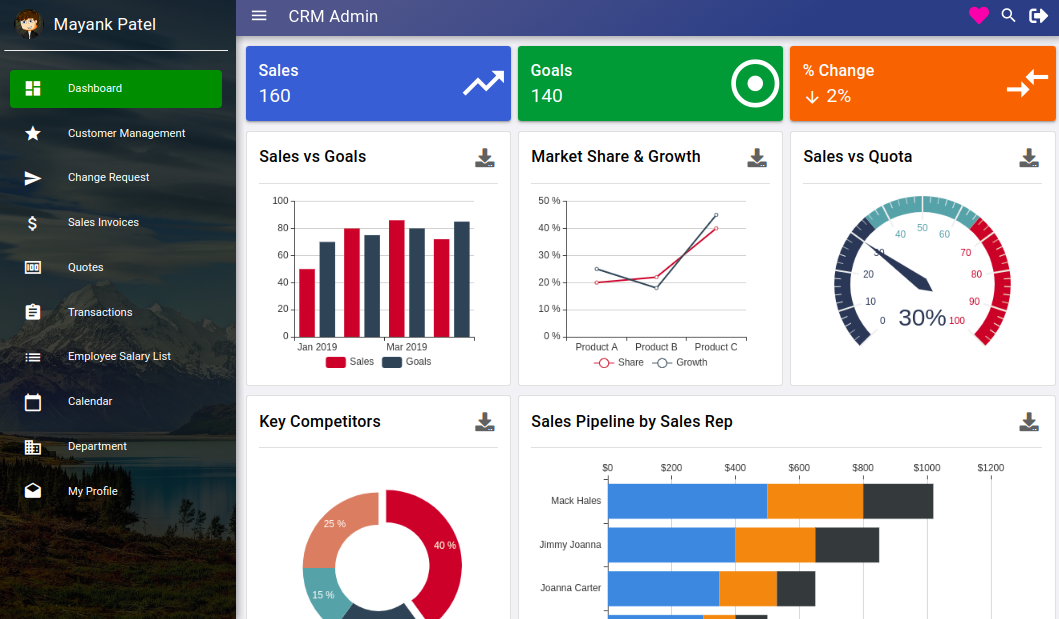 Mayank Patel
Dashboard
Customer Management
Change Request
Sales Invoices
Quotes
Transactions
Employee Salary List
Calendar
Department
My Profile
CRM Admin
Sales
160
Goals
140
% Change
2%
Sales vs Goals
100
80
60
40
20
0
Jan 2019 Mar 2019
Sales Goals
Market Share & Growth
50 %
40 %
30 %
20 %
10 %
0 %
Product A Product B Product C
Share Growth
Sales vs Quota
0
10
20
30
40
50
60
70
80
90
100
30%
Key Competitors
25 %
40 %
15 %
Sales Pipeline by Sales Rep
$0 $200 $400 $600 $800 $1000 $1200
Mack Hales
Jimmy Joanna
Joanna Carter